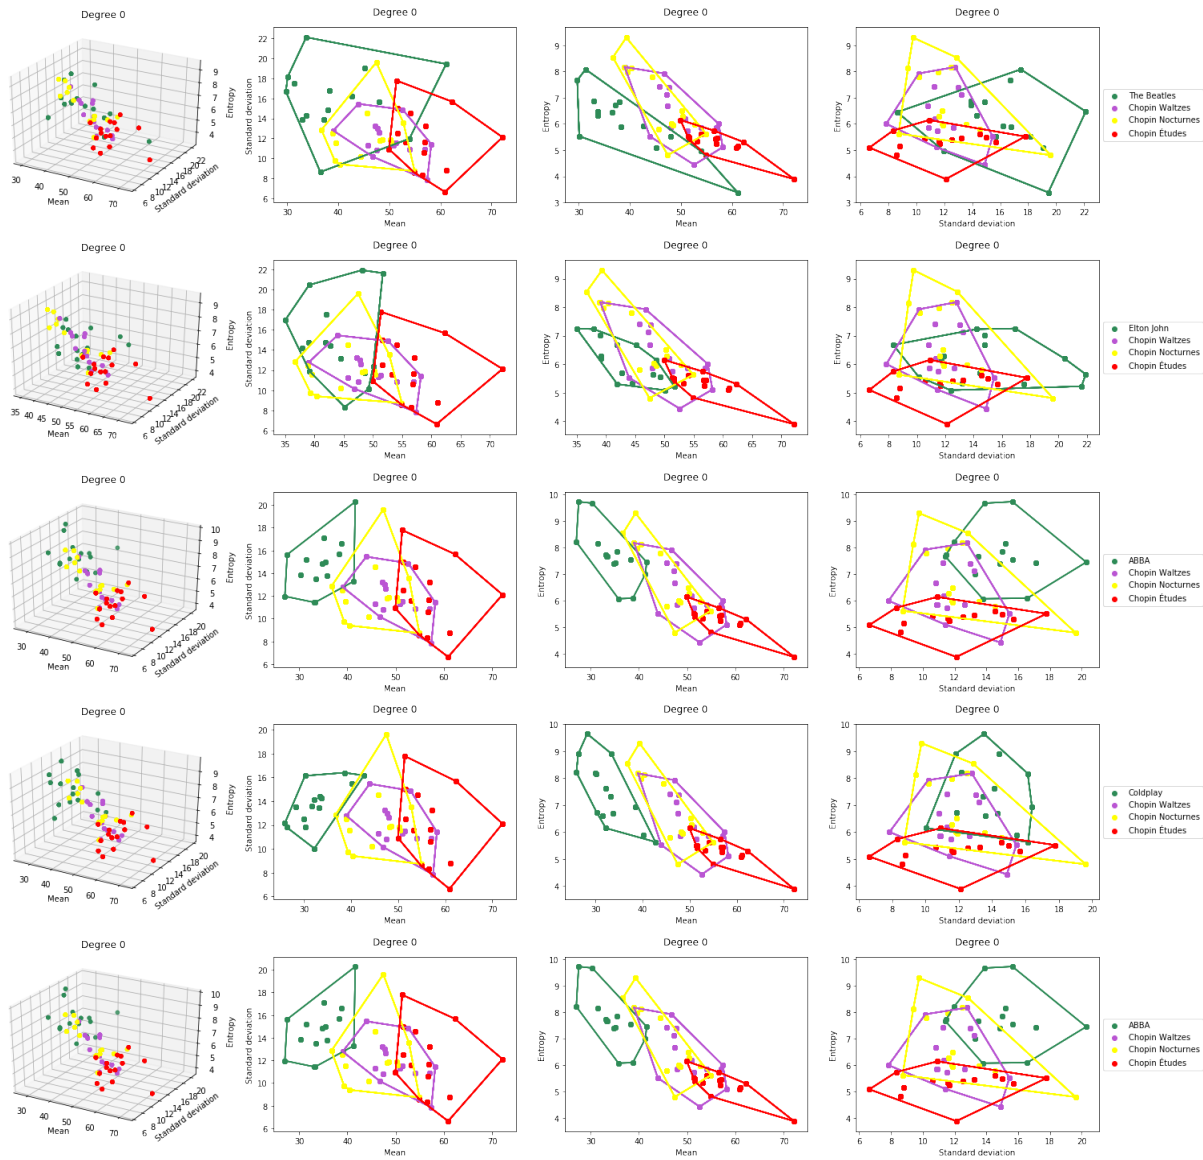 Degree 0
Degree 0
Degree 0
Degree 0
Entropy
Standard deviation
Mean
Standard deviation
Mean
Entropy
Mean
Entropy
Standard deviation
The Beatles
Chopin Waltzes
Chopin Nocturnes
Chopin Études
Degree 0
Degree 0
Degree 0
Degree 0
Entropy
Standard deviation
Mean
Standard deviation
Mean
Entropy
Mean
Entropy
Standard deviation
Elton John
Chopin Waltzes
Chopin Nocturnes
Chopin Études
Degree 0
Degree 0
Degree 0
Degree 0
Entropy
Standard deviation
Mean
Standard deviation
Mean
Entropy
Mean
Entropy
Standard deviation
ABBA
Chopin Waltzes
Chopin Nocturnes
Chopin Études
Degree 0
Degree 0
Degree 0
Degree 0
Entropy
Standard deviation
Mean
Standard deviation
Mean
Entropy
Mean
Entropy
Standard deviation
Coldplay
Chopin Waltzes
Chopin Nocturnes
Chopin Études
Degree 0
Degree 0
Degree 0
Degree 0
Entropy
Standard deviation
Mean
Standard deviation
Mean
Entropy
Mean
Entropy
Standard deviation
ABBA
Chopin Waltzes
Chopin Nocturnes
Chopin Études